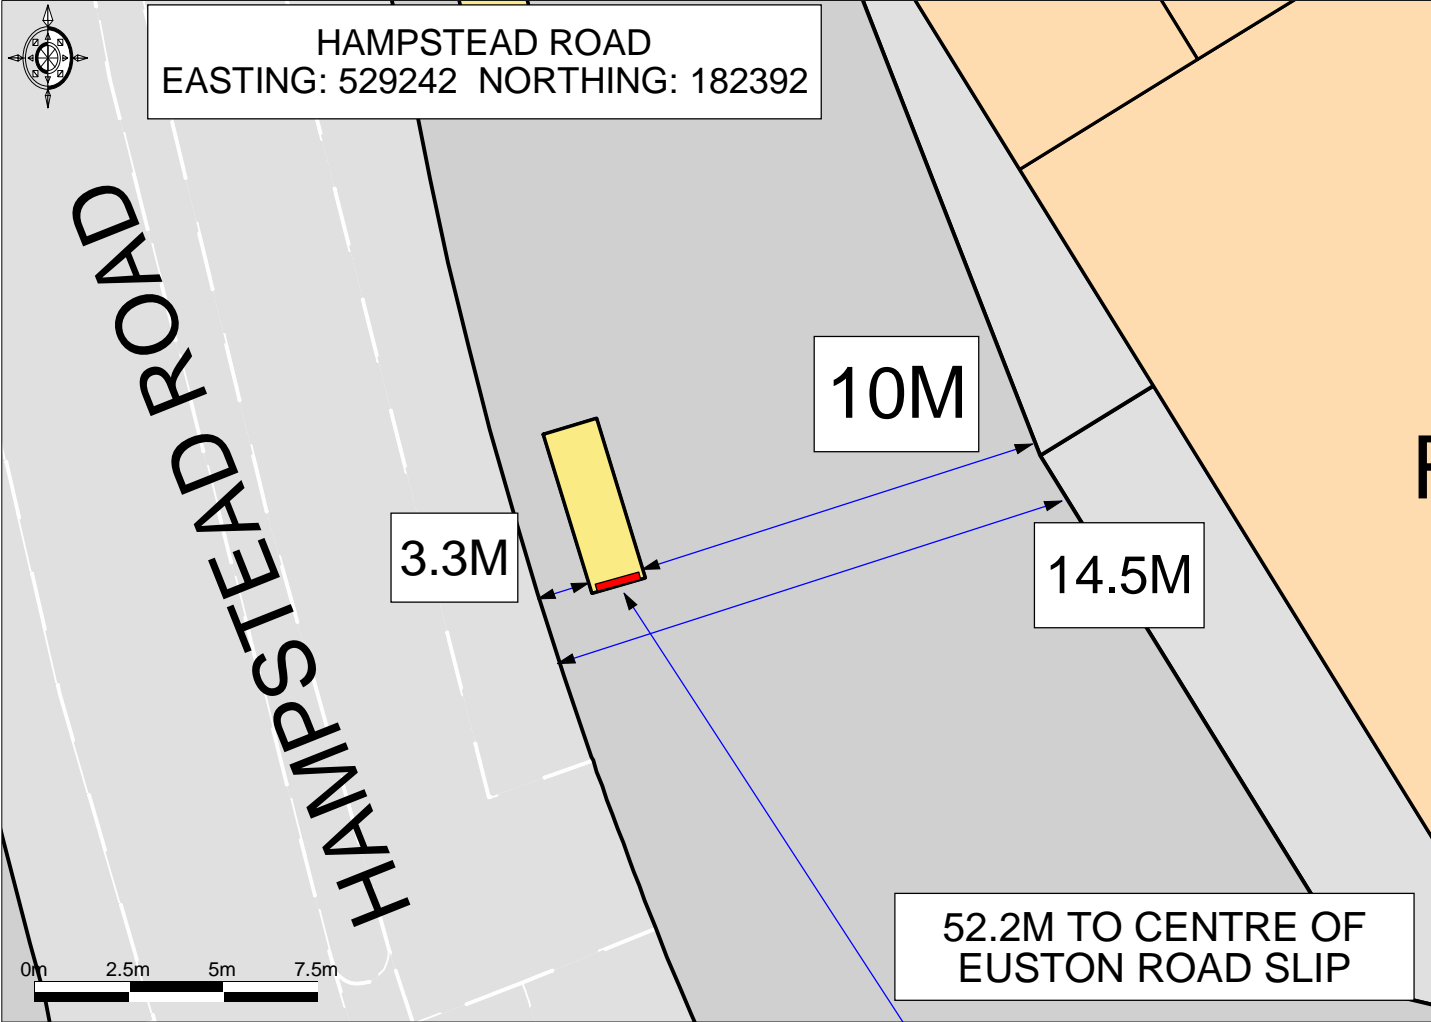 HAMPSTEAD ROAD
EASTING: 529242 NORTHING: 182392
HAMPSTEAD ROAD
10M
3.3M
14.5M
52.2M TO CENTRE OF
EUSTON ROAD SLIP
0m 2.5m 5m 7.5m